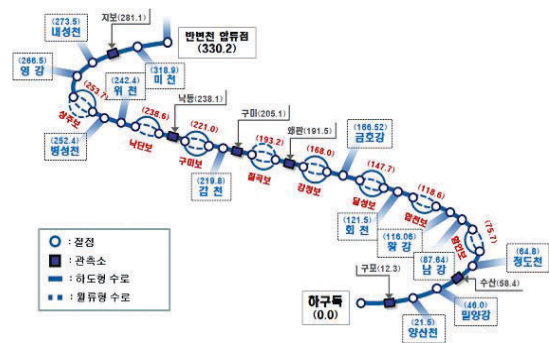 지보(281.1)
반변천 합류점
(330.2)
(273.5)
내성천
(266.5)
영 강
(318.9)
미 천
(242.4)
위 천
(253.7)
상주보
(252.4)
병성천
(238.6)
낙단보
낙동(238.1)
(221.0)
구미보
(219.8)
감 천
구미(205.1)
(193.2)
칠곡보
왜관(191.5)
(168.0)
강정보
(166.52)
금호강
(147.7)
달성보
(121.5)
회 천
(118.6)
합천보
(116.06)
황 강
(75.7)
함안보
(87.64)
남 강
(64.8)
정도천
수산(58.4)
(46.0)
밀양강
(21.5)
양산천
구포(12.3)
하구둑
(0.0)
: 절점
: 관측소
: 하도형 수로
: 월류형 수로